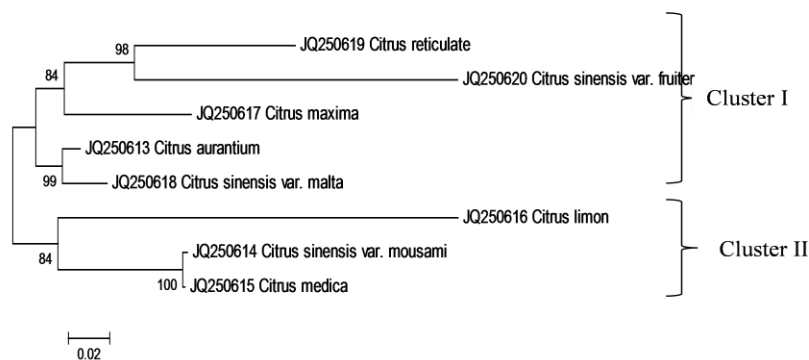 98
JQ250619 Citrus reticulate
84
JQ250620 Citrus sinensis var. fruiter
Cluster I
JQ250617 Citrus maxima
JQ250613 Citrus aurantium
99
JQ250618 Citrus sinensis var. malta
JQ250616 Citrus limon
JQ250614 Citrus sinensis var. mousami
Cluster II
84
100
JQ250615 Citrus medica
0.02